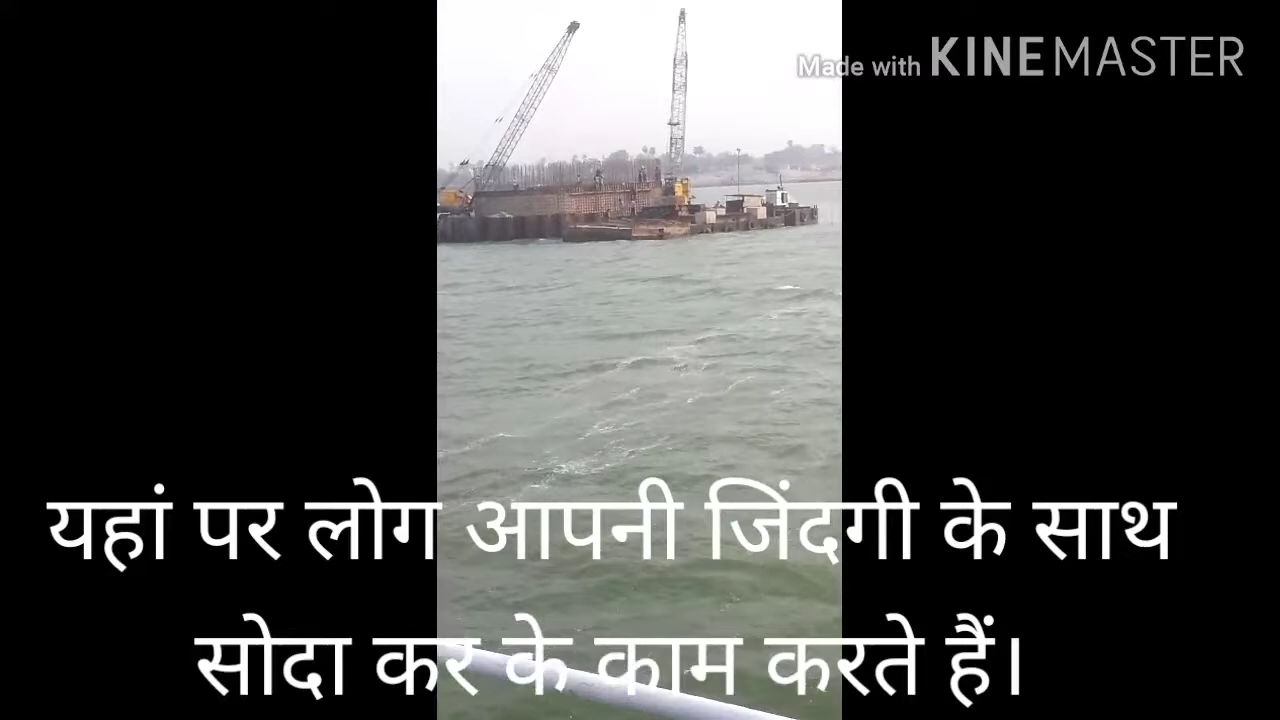 Made with KINEMASTER
यहां पर लोग आपनी जिंदगी के साथ
सोदा कर के काम करते हैं।